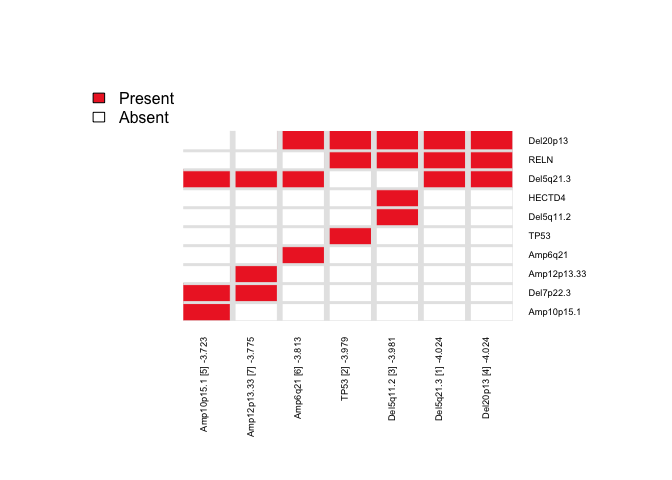 Present
Absent
Del20p13
RELN
Del5q21.3
HECTD4
Del5q11.2
TP53
Amp6q21
Amp12p13.33
Del7p22.3
Amp10p15.1
Amp10p15.1 [5] -3.723
Amp12p13.33 [7] -3.775
Amp6q21 [6] -3.813
TP53 [2] -3.979
Del5q11.2 [3] -3.981
Del5q21.3 [1] -4.024
Del20p13 [4] -4.024